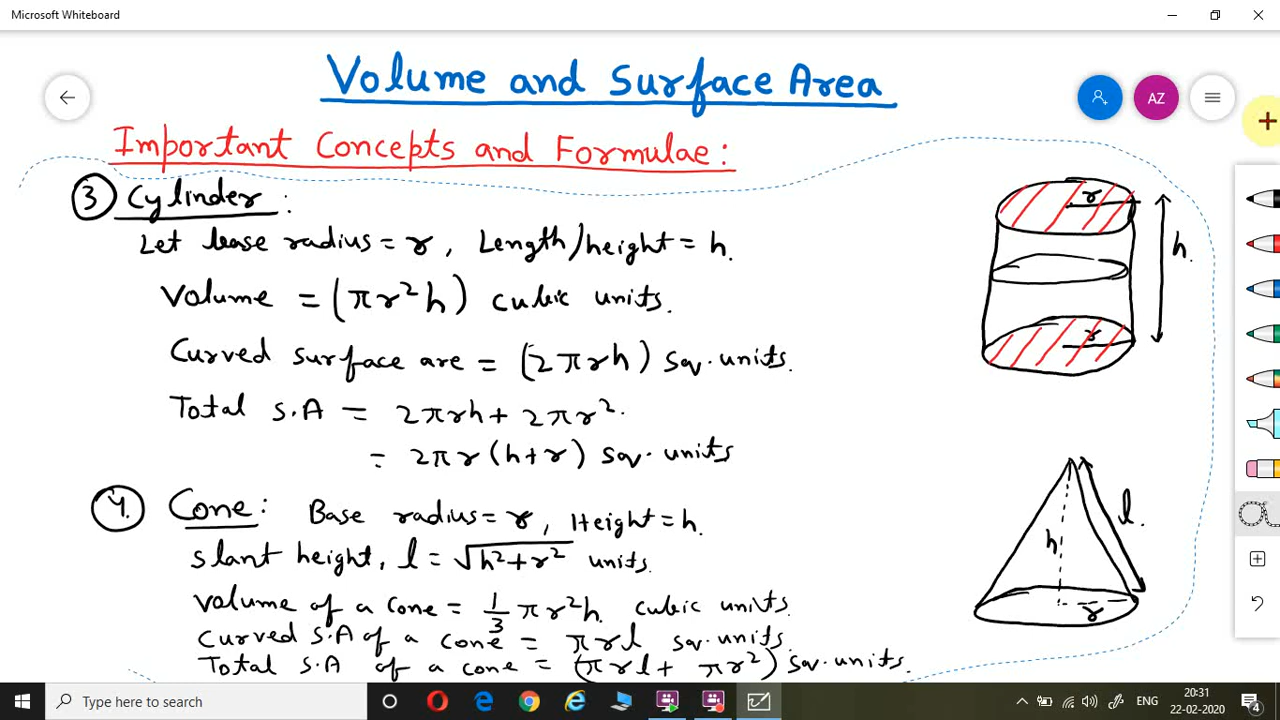 Microsoft Whiteboard
Volume and Surface Area
AZ
Important Concepts and Formulae:
③ Cylinder:
Let base radius = r, Length/height = h.
Volume = (πr²h) cubic units.
Curved surface are = (2πrh) sq. units.
Total S.A = 2πrh + 2πr².
= 2πr (h+r) sq. units
r
h.
r
④ Cone: Base radius = r, Height = h.
slant height, l = √(h²+r²) units.
Volume of a cone = 1/3 πr²h cubic units.
Curved S.A of a cone = πrl sq. units.
Total S.A of a cone = (πrl + πr²) sq. units.
l.
h
r
Type here to search
ENG
20:31
22-02-2020
4